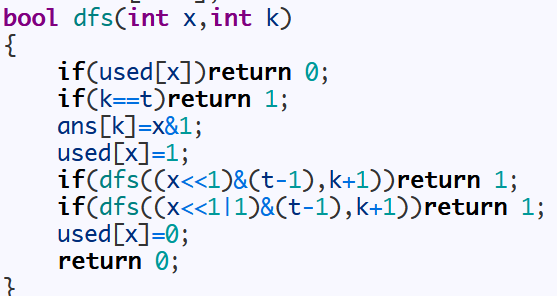 bool dfs(int x,int k)
{
    if(used[x])return 0;
    if(k==t)return 1;
    ans[k]=x&1;
    used[x]=1;
    if(dfs((x<<1)&(t-1),k+1))return 1;
    if(dfs((x<<1|1)&(t-1),k+1))return 1;
    used[x]=0;
    return 0;
}